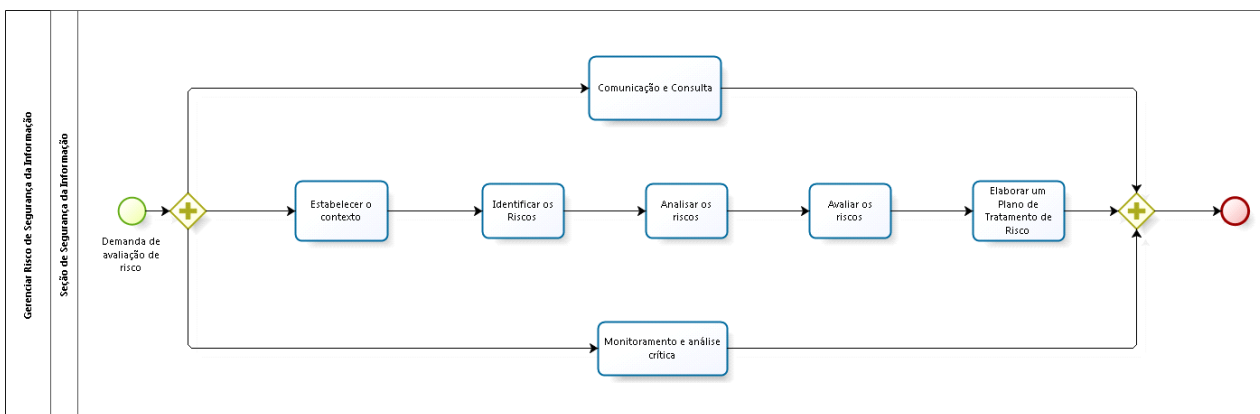 Gerenciar Risco de Segurança da Informação
Seção de Segurança da Informação
Demanda de
avaliação de
risco
Comunicação e Consulta
Estabelecer o
contexto
Identificar os
Riscos
Analisar os
riscos
Avaliar os
riscos
Elaborar um
Plano de
Tratamento de
Risco
Monitoramento e análise
crítica